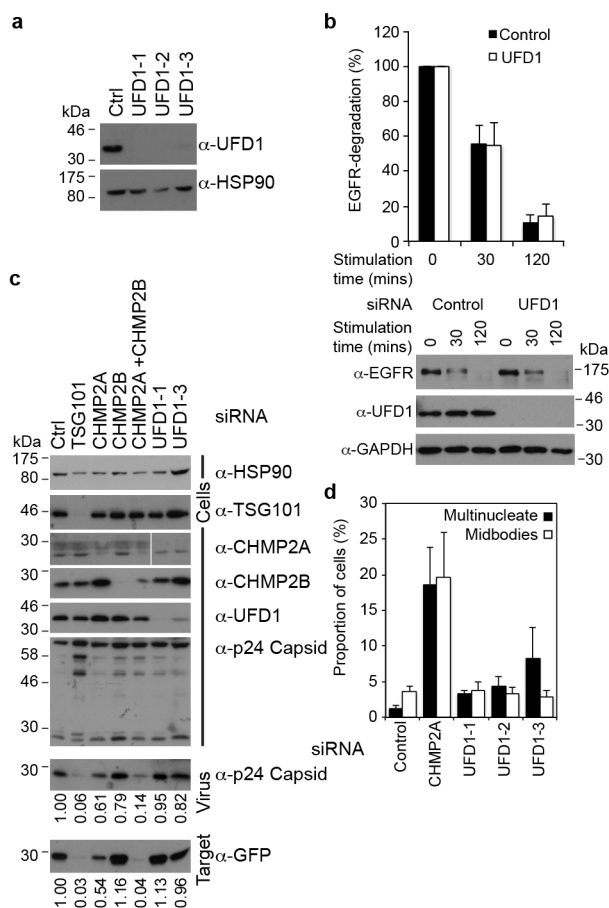 a
Ctrl
UFD1-1
UFD1-2
UFD1-3
kDa
46
30
α-UFD1
175
80
α-HSP90
b
Control
UFD1
EGFR-degradation (%)
120
100
80
60
40
20
0
Stimulation
time (mins)
0 30 120
siRNA Control UFD1
Stimulation
time (mins)
0 30 120 0 30 120
kDa
α-EGFR
175
α-UFD1
46
30
α-GAPDH
30
c
Ctrl
TSG101
CHMP2A
CHMP2B
CHMP2A +CHMP2B
UFD1-1
UFD1-3
siRNA
kDa
175
80
α-HSP90
46
α-TSG101
Cells
30
α-CHMP2A
30
α-CHMP2B
46
30
α-UFD1
α-p24 Capsid
58
46
30
30
α-p24 Capsid
Virus
1.00 0.06 0.61 0.79 0.14 0.95 0.82
30
α-GFP
Target
1.00 0.03 0.54 1.16 0.04 1.13 0.96
d
Multinucleate
Midbodies
Proportion of cells (%)
30
25
20
15
10
5
0
siRNA
Control
CHMP2A
UFD1-1
UFD1-2
UFD1-3